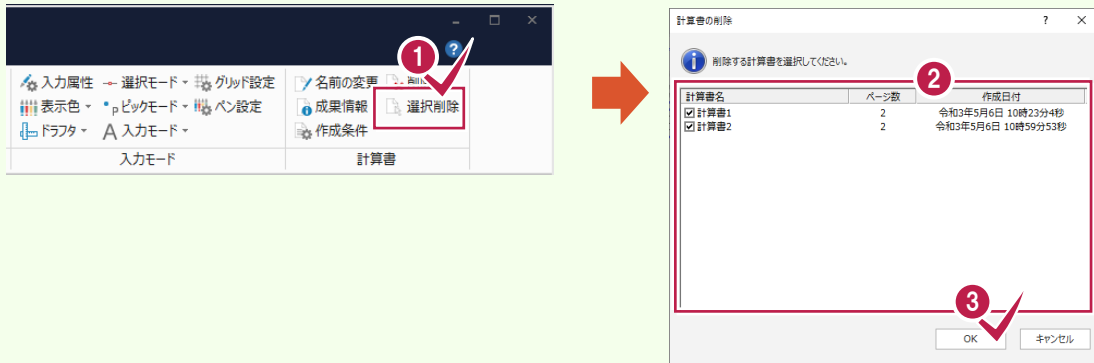 1
?
入力属性 選択モード グリッド設定
表示色 ピックモード ペン設定
ドラフタ 入力モード
入力モード
名前の変更
成果情報 選択削除
作成条件
計算書
計算書の削除 ? ×
削除する計算書を選択してください。
2
計算書名 ページ数 作成日付
計算書1 2 令和3年5月6日 10時23分4秒
計算書2 2 令和3年5月6日 10時59分53秒
3
OK キャンセル